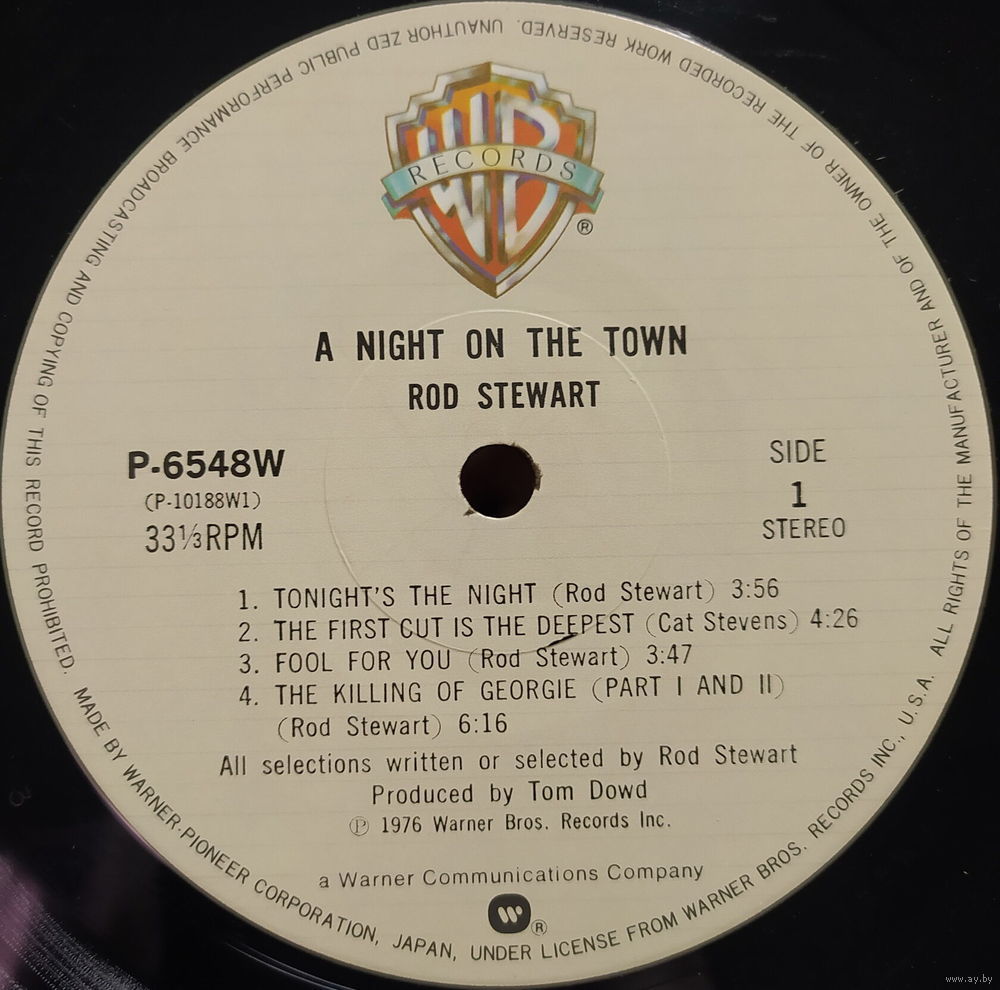 WB
RECORDS
®
A NIGHT ON THE TOWN
ROD STEWART
P-6548W
(P-10188W1)
33⅓RPM
SIDE
1
STEREO
1. TONIGHT'S THE NIGHT (Rod Stewart) 3:56
2. THE FIRST CUT IS THE DEEPEST (Cat Stevens) 4:26
3. FOOL FOR YOU (Rod Stewart) 3:47
4. THE KILLING OF GEORGIE (PART I AND II)
(Rod Stewart) 6:16
All selections written or selected by Rod Stewart
Produced by Tom Dowd
℗ 1976 Warner Bros. Records Inc.
a Warner Communications Company
®
MADE BY WARNER-PIONEER CORPORATION, JAPAN, UNDER LICENSE FROM WARNER BROS. RECORDS INC., U.S.A. ALL RIGHTS OF THE MANUFACTURER AND OF THE OWNER OF THE RECORDED WORK RESERVED. UNAUTHOR ZED PUBLIC PERFORMANCE BROADCASTING AND COPYING OF THIS RECORD PROHIBITED.
www.ay.by